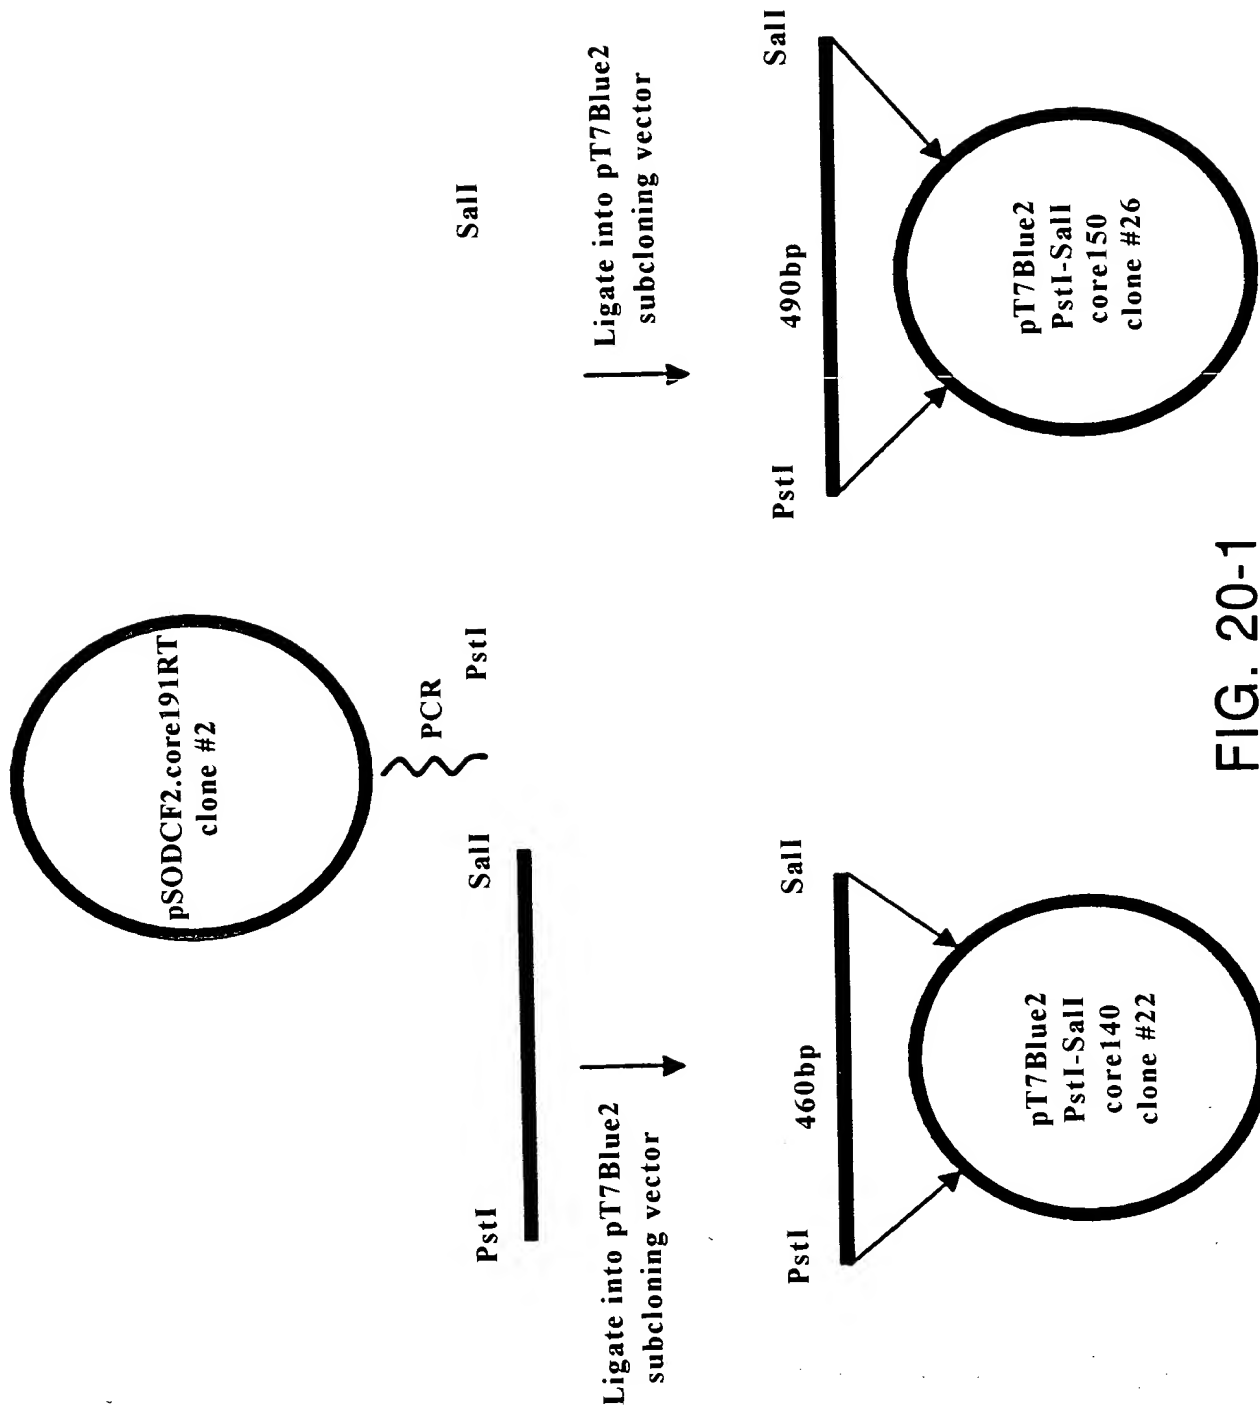 pSODCF2.core191RT
clone #2
PCR
PstI
SalI
PstI
SalI
Ligate into pT7Blue2
subcloning vector
Ligate into pT7Blue2
subcloning vector
PstI
460bp
SalI
PstI
490bp
SalI
pT7Blue2
PstI-SalI
core140
clone #22
pT7Blue2
PstI-SalI
core150
clone #26
FIG. 20-1